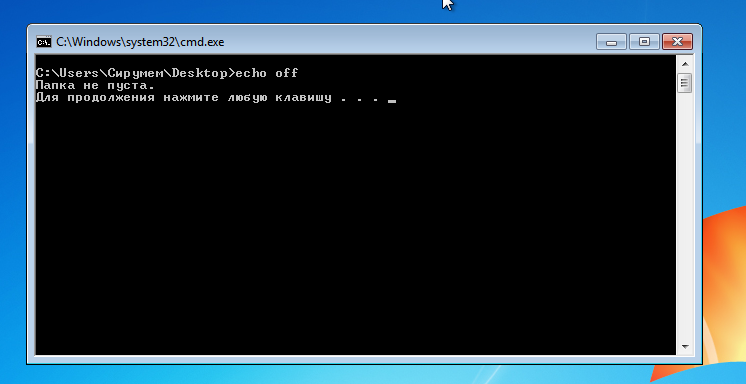 C:\Windows\system32\cmd.exe
C:\Users\Сирумем\Desktop>echo off
Папка не пуста.
Для продолжения нажмите любую клавишу . . .